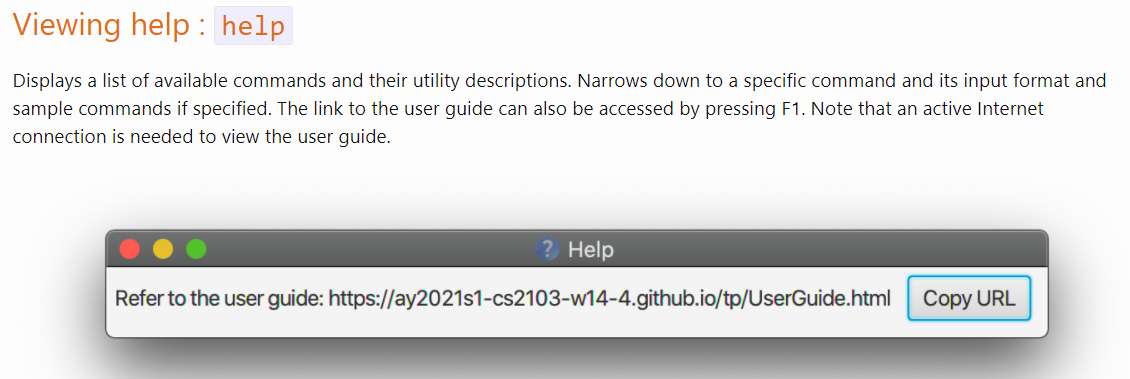 Viewing help : help
Displays a list of available commands and their utility descriptions. Narrows down to a specific command and its input format and
sample commands if specified. The link to the user guide can also be accessed by pressing F1. Note that an active Internet
connection is needed to view the user guide.
? Help
Refer to the user guide: https://ay2021s1-cs2103-w14-4.github.io/tp/UserGuide.html Copy URL